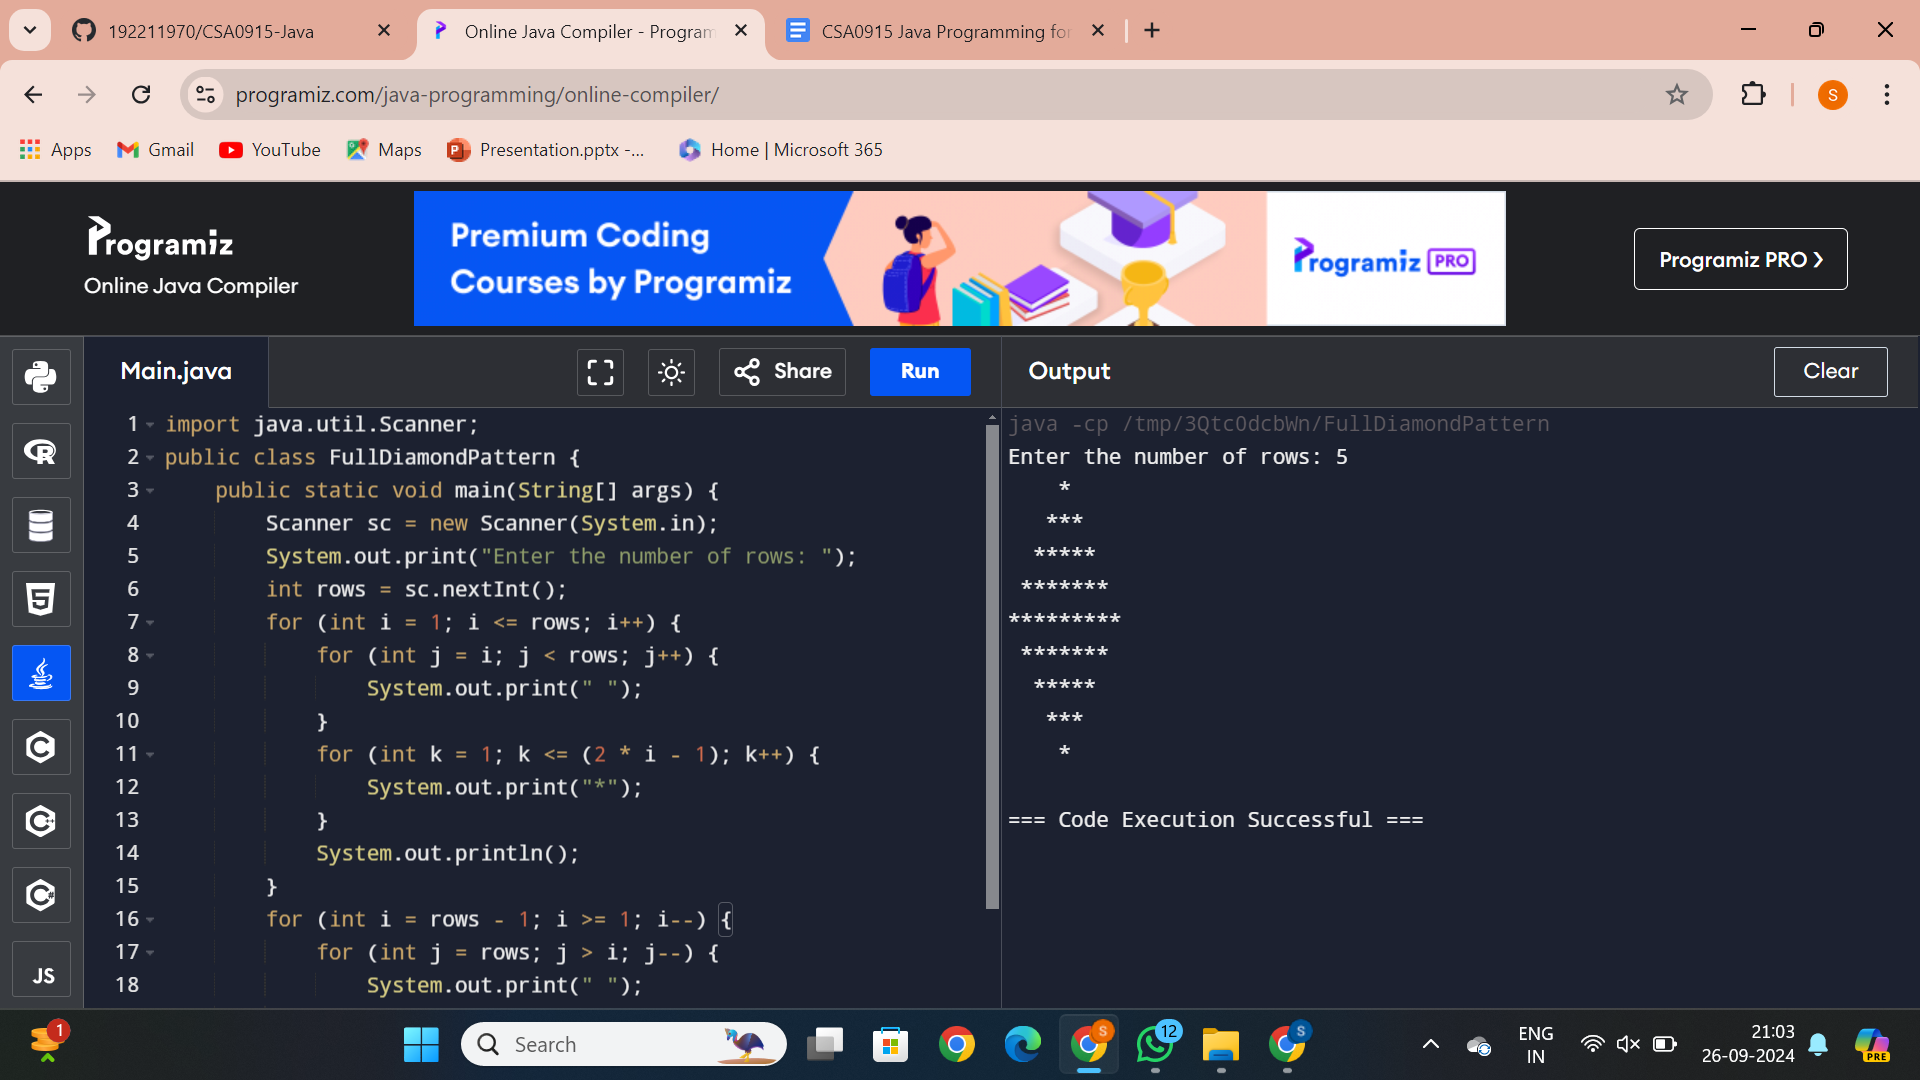 192211970/CSA0915-Java
Online Java Compiler - Program
CSA0915 Java Programming for
programiz.com/java-programming/online-compiler/
S
Apps
Gmail
YouTube
Maps
Presentation.pptx -...
Home | Microsoft 365
Programiz
Online Java Compiler
Premium Coding
Courses by Programiz
Programiz PRO
Programiz PRO ❯
Main.java
Share
Run
Output
Clear
1 import java.util.Scanner;
2 public class FullDiamondPattern {
3     public static void main(String[] args) {
4         Scanner sc = new Scanner(System.in);
5         System.out.print("Enter the number of rows: ");
6         int rows = sc.nextInt();
7         for (int i = 1; i <= rows; i++) {
8             for (int j = i; j < rows; j++) {
9                 System.out.print(" ");
10             }
11             for (int k = 1; k <= (2 * i - 1); k++) {
12                 System.out.print("*");
13             }
14             System.out.println();
15         }
16         for (int i = rows - 1; i >= 1; i--) {
17             for (int j = rows; j > i; j--) {
18                 System.out.print(" ");
java -cp /tmp/3QtcOdcbWn/FullDiamondPattern
Enter the number of rows: 5
    *
   ***
  *****
 *******
*********
 *******
  *****
   ***
    *
=== Code Execution Successful ===
JS
1
Search
S
12
S
ENG
IN
21:03
26-09-2024
PRE